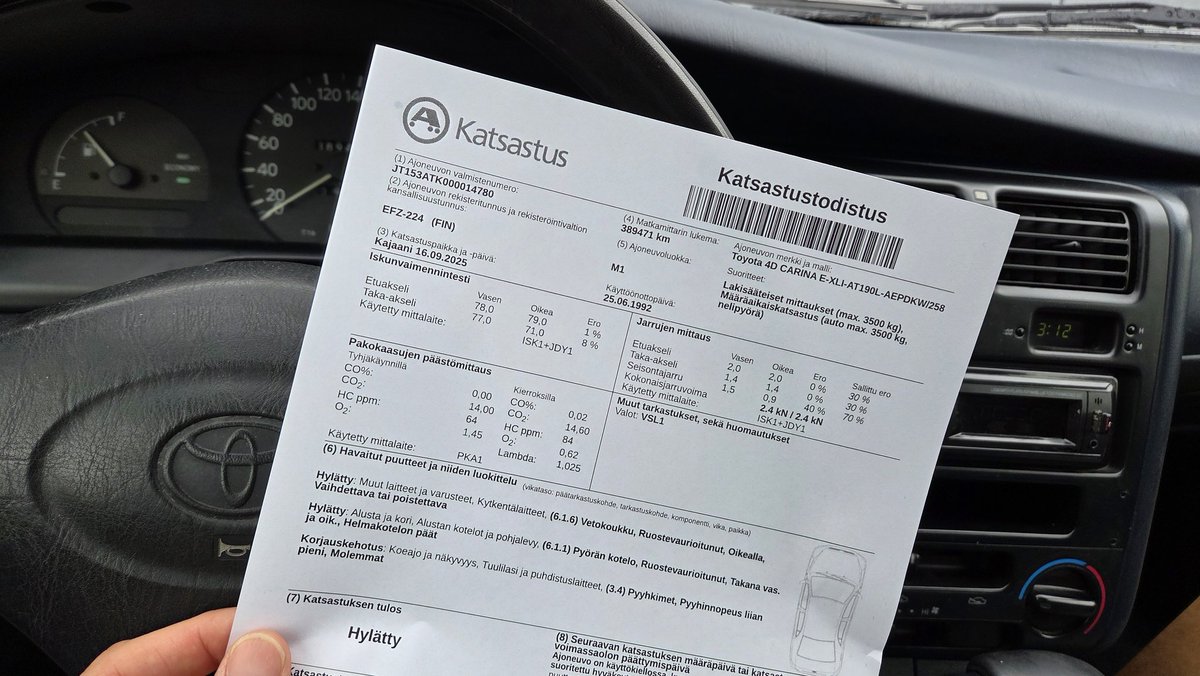 A Katsastus
Katsastustodistus
(1) Ajoneuvon valmistenumero:
JT153ATK000014780
(2) Ajoneuvon rekisteritunnus ja rekisteröintivaltion
kansallisuustunnus:
EFZ-224 (FIN)
(3) Katsastuspaikka ja -päivä:
Kajaani 16.09.2025
(4) Matkamittarin lukema:
389471 km
(5) Ajoneuvoluokka:
M1
Käyttöönottopäivä:
25.06.1992
Ajoneuvon merkki ja malli:
Toyota 4D CARINA E-XLI-AT190L-AEPDKW/258
Suoritteet:
Lakisääteiset mittaukset (max. 3500 kg),
Määräaikaiskatsastus (auto max. 3500 kg,
nelipyörä)
Iskunvaimennintesti
Vasen Oikea Ero
Etuakseli 78,0 79,0 1 %
Taka-akseli 77,0 71,0 8 %
Käytetty mittalaite: ISK1+JDY1
Jarrujen mittaus
Vasen Oikea Ero Sallittu ero
Etuakseli 2,0 2,0 0 % 30 %
Taka-akseli 1,4 1,4 0 % 30 %
Seisontajarru 1,5 0,9 40 % 70 %
Kokonaisjarruvoima 2.4 kN / 2.4 kN
Käytetty mittalaite: ISK1+JDY1
Pakokaasujen päästömittaus
Tyhjäkäynnillä Kierroksilla
CO%: 0,00 CO%: 0,02
CO2: 14,00 CO2: 14,60
HC ppm: 64 HC ppm: 84
O2: 1,45 O2: 0,62
Lambda: 1,025
Käytetty mittalaite: PKA1
Muut tarkastukset, sekä huomautukset
Valot: VSL1
(6) Havaitut puutteet ja niiden luokittelu (vikataso: päätarkastuskohde, tarkastuskohde, komponentti, vika, paikka)
Hylätty: Muut laitteet ja varusteet, Kytkentälaitteet, (6.1.6) Vetokoukku, Ruostevaurioitunut, Oikealla,
Vaihdettava tai poistettava
Hylätty: Alusta ja kori, Alustan kotelot ja pohjalevy, (6.1.1) Pyörän kotelo, Ruostevaurioitunut, Takana vas.
ja oik., Helmakotelon päät
Korjauskehotus: Koeajo ja näkyvyys, Tuulilasi ja puhdistuslaitteet, (3.4) Pyyhkimet, Pyyhinnopeus liian
pieni, Molemmat
(7) Katsastuksen tulos
Hylätty
(8) Seuraavan katsastuksen määräpäivä tai
voimassaolon päättymispäivä
Ajoneuvo on käyttökiellossa,
suoritettu
F
E
ECONOMY
20
40
60
80
100
120
3:12
H
M